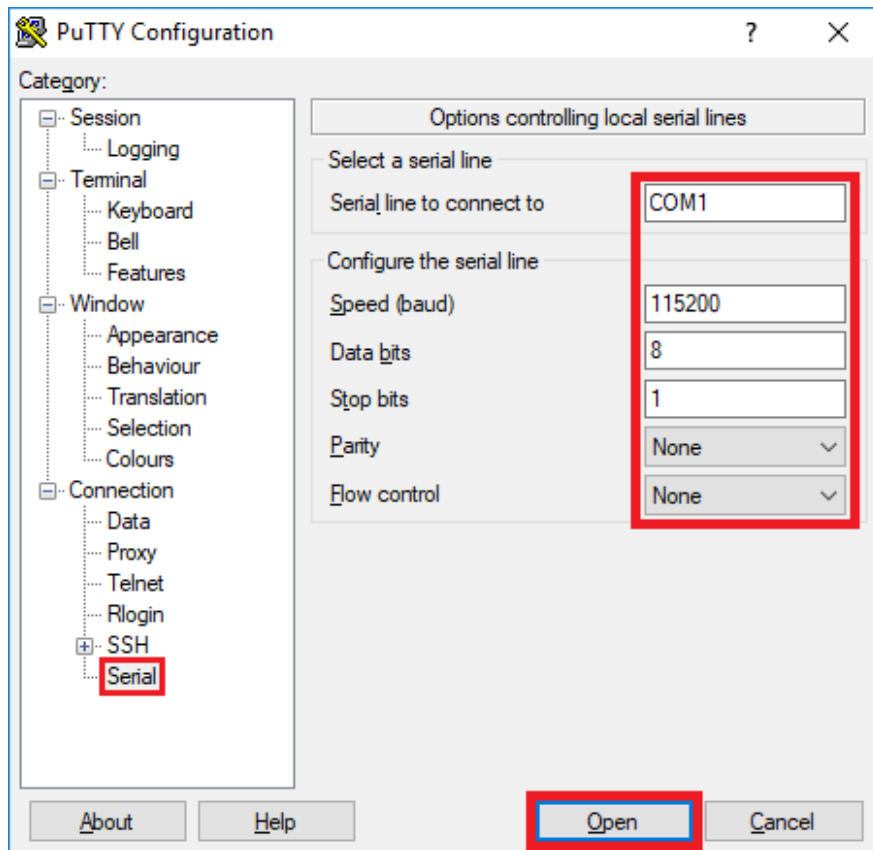 PuTTY Configuration
?
Category:
Session
Logging
Terminal
Keyboard
Bell
Features
Window
Appearance
Behaviour
Translation
Selection
Colours
Connection
Data
Proxy
Telnet
Rlogin
SSH
Serial
Options controlling local serial lines
Select a serial line
Serial line to connect to COM1
Configure the serial line
Speed (baud) 115200
Data bits 8
Stop bits 1
Parity None
Flow control None
About Help Open Cancel